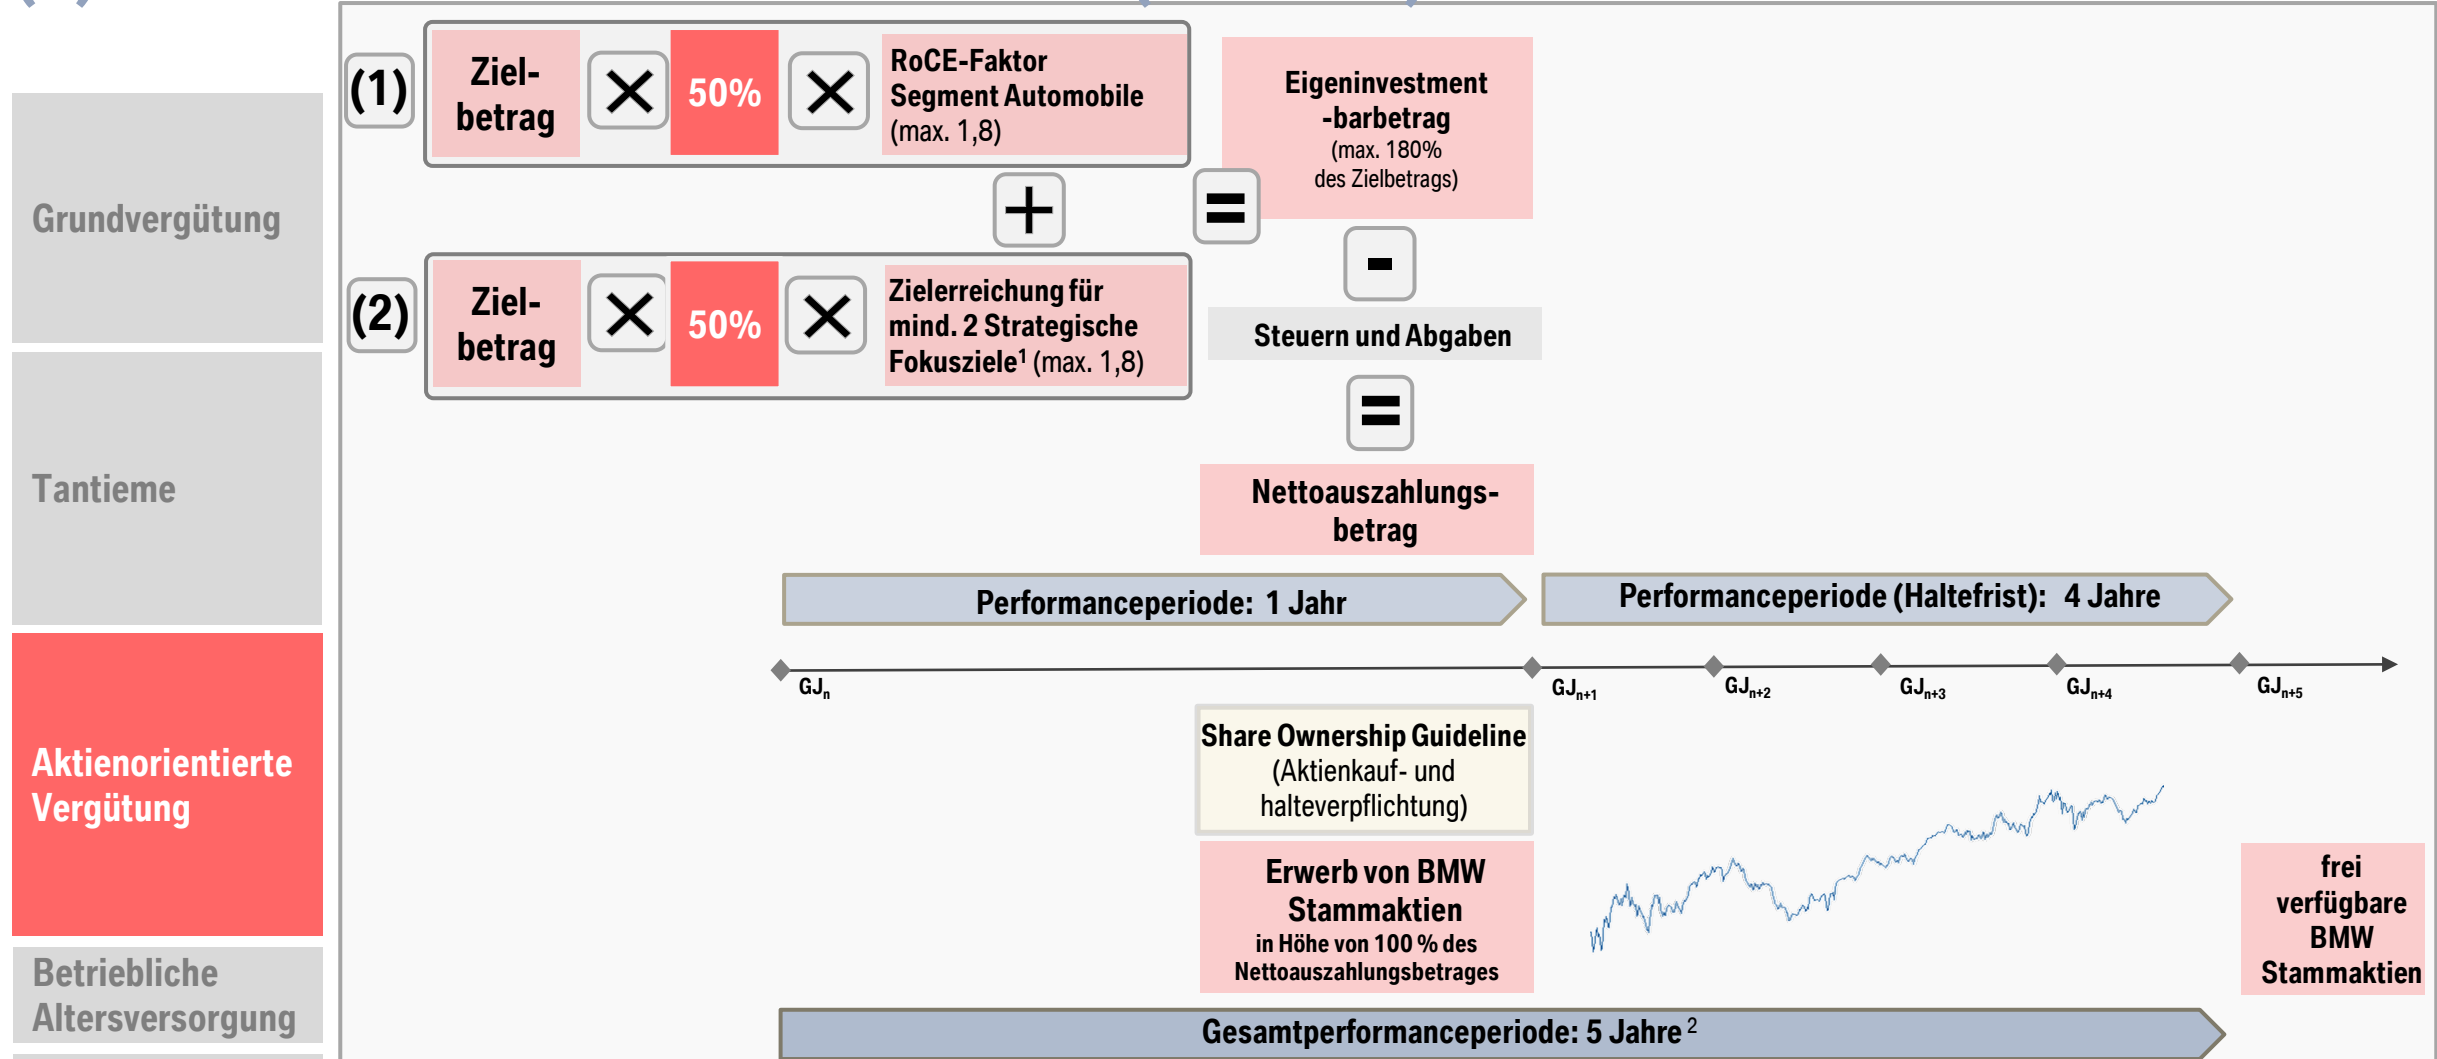 (1)
Ziel-
betrag
50%
RoCE-Faktor
Segment Automobile
(max. 1,8)
Eigeninvestment
-barbetrag
(max. 180%
des Zielbetrags)
+
=
-
(2)
Ziel-
betrag
50%
Zielerreichung für
mind. 2 Strategische
Fokusziele¹ (max. 1,8)
Steuern und Abgaben
=
Nettoauszahlungs-
betrag
Grundvergütung
Tantieme
Aktienorientierte
Vergütung
Betriebliche
Altersversorgung
Performanceperiode: 1 Jahr
Performanceperiode (Haltefrist): 4 Jahre
GJn
GJn+1
GJn+2
GJn+3
GJn+4
GJn+5
Share Ownership Guideline
(Aktienkauf- und
halteverpflichtung)
Erwerb von BMW
Stammaktien
in Höhe von 100 % des
Nettoauszahlungsbetrages
frei
verfügbare
BMW
Stammaktien
Gesamtperformanceperiode: 5 Jahre ²